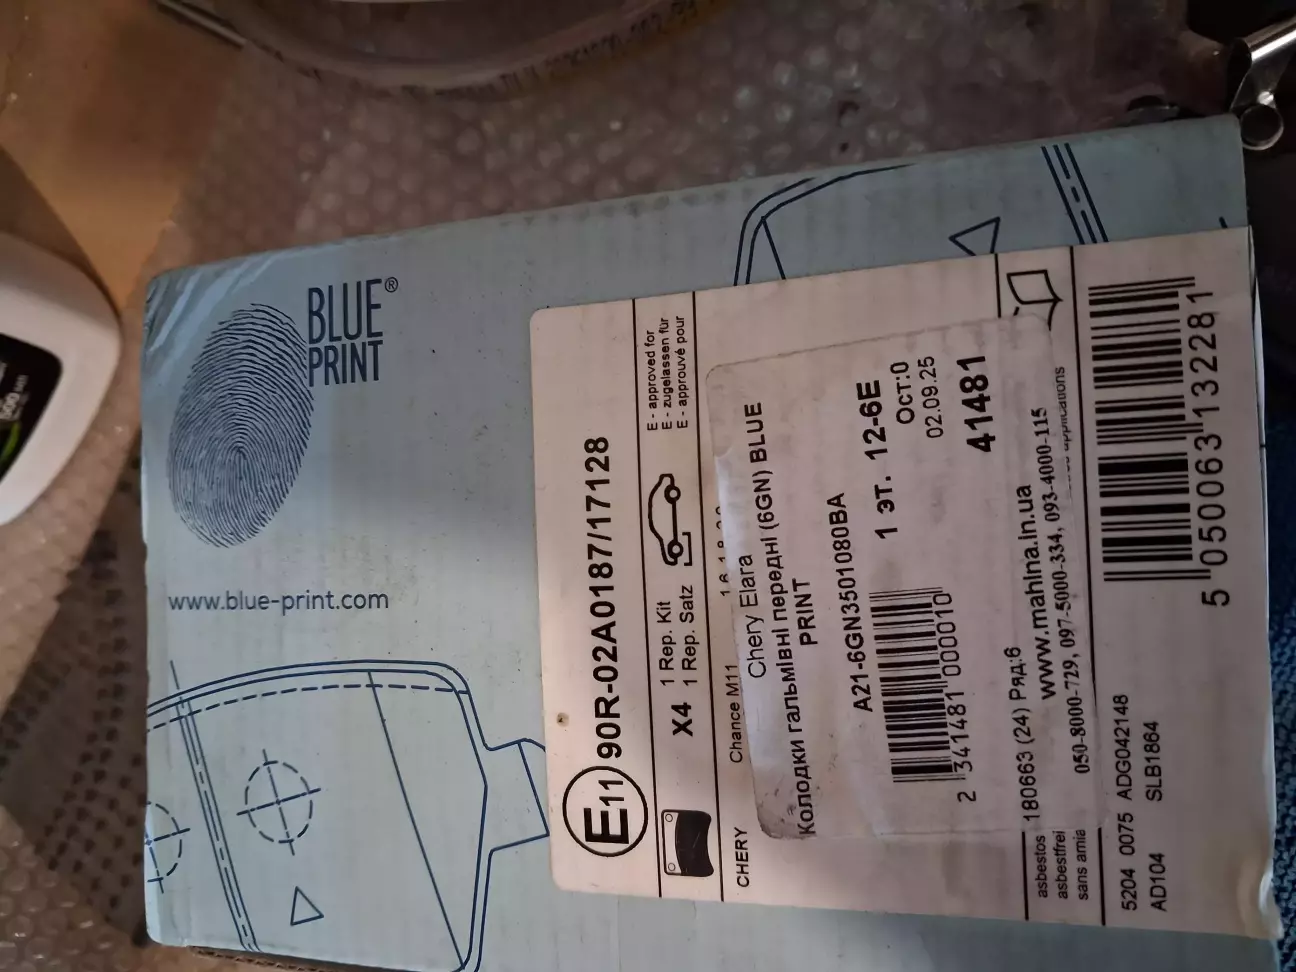 BLUE
PRINT®
www.blue-print.com
E11 90R-02A0187/17128
X4
1 Rep. Kit
1 Rep. Satz
E - approved for
E - zugelassen für
E - approuvé pour
CHERY
Chance M11
Chery Elara
Колодки гальмівні передні (6GN) BLUE
PRINT
A21-6GN3501080BA
1 эт. 12-6E
Ост:0
02.09.25
41481
2 341481 000010
180663 (24) Ряд:6
www.mahina.in.ua
050-8000-729, 097-5000-334, 093-4000-115
asbestos
asbestfrei
sans amia
applications
5204 0075 ADG042148
AD104 SLB1864
5 050063 132281